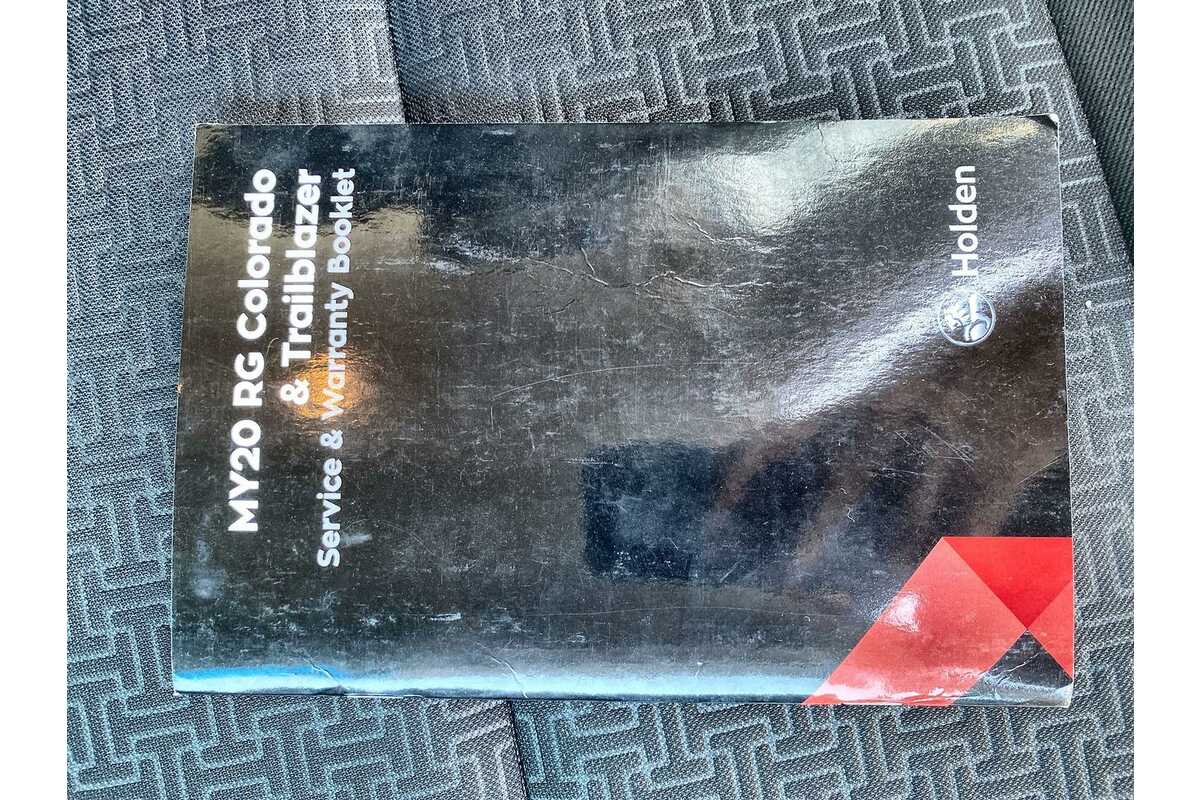 MY20 RG Colorado
& Trailblazer
Service & Warranty Booklet
Holden